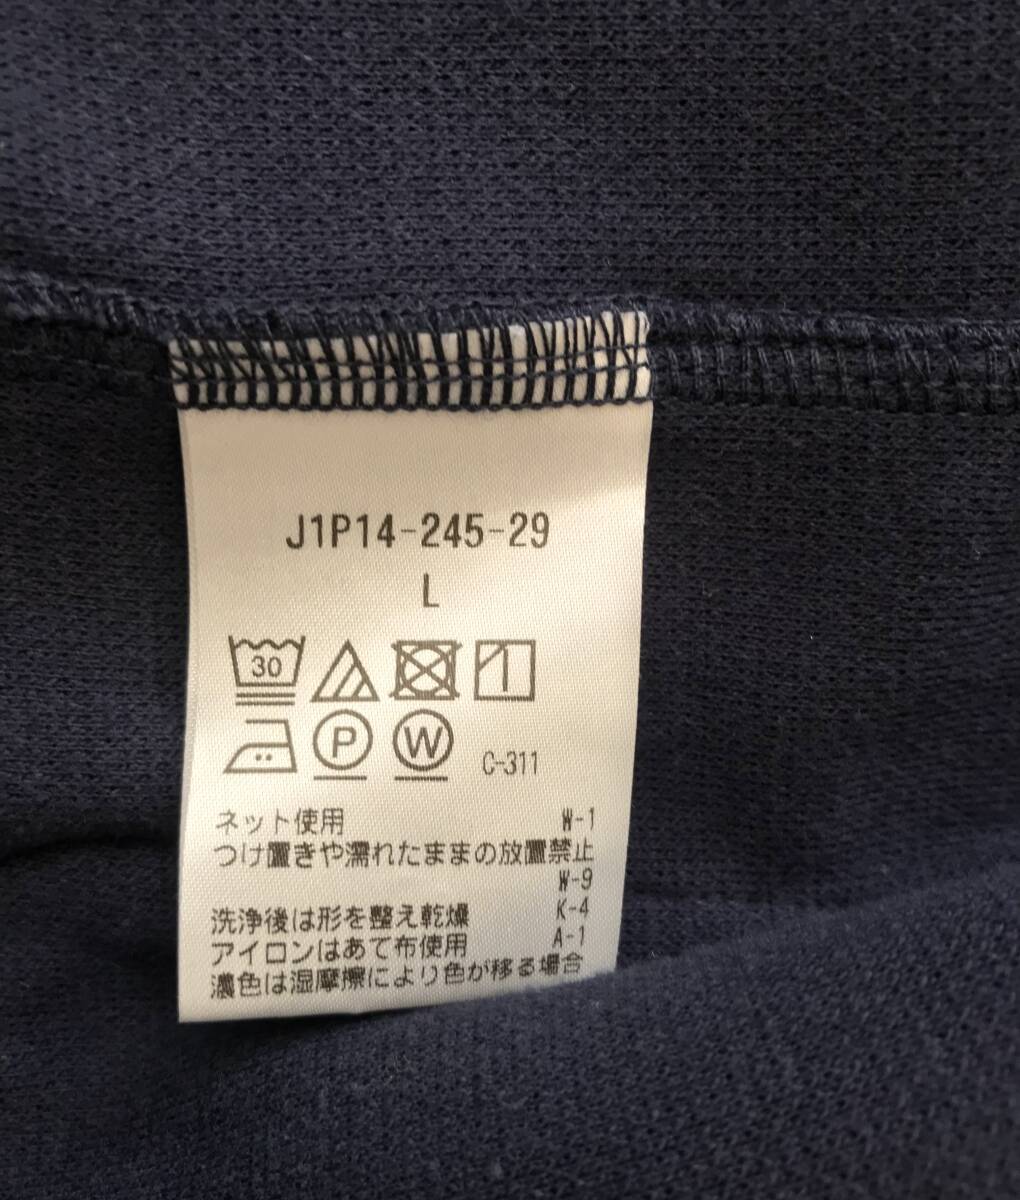 J1P14-245-29
L
30
P W C-311
ネット使用 W-1
つけ置きや濡れたままの放置禁止
W-9
洗浄後は形を整え乾燥 K-4
アイロンはあて布使用 A-1
濃色は湿摩擦により色が移る場合